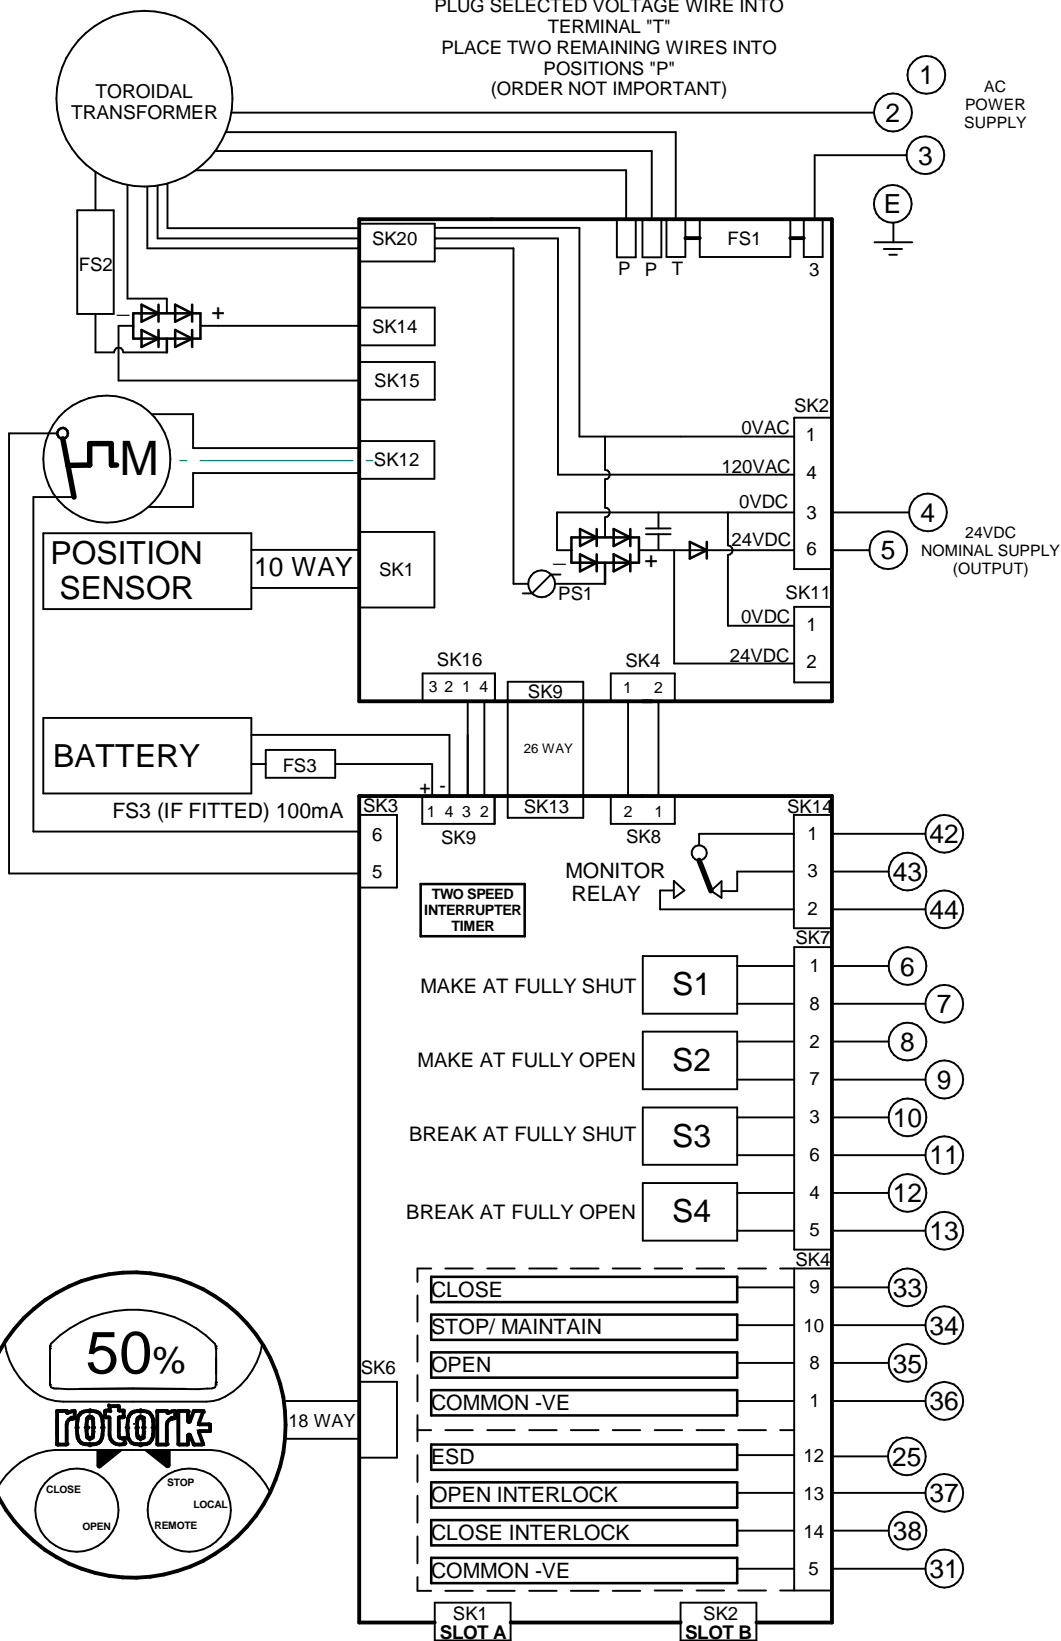 PLUG SELECTED VOLTAGE WIRE INTO
TERMINAL "T"
PLACE TWO REMAINING WIRES INTO
POSITIONS "P"
(ORDER NOT IMPORTANT)
TOROIDAL
TRANSFORMER
1
2
3
AC
POWER
SUPPLY
E
FS2
SK20
P P T
FS1
3
- +
SK14
SK15
M
SK12
SK2
0VAC 1
120VAC 4
0VDC 3
24VDC 6
4
5
24VDC
NOMINAL SUPPLY
(OUTPUT)
- +
PS1
POSITION
SENSOR
10 WAY
SK1
SK11
0VDC 1
24VDC 2
SK16
3 2 1 4
SK9
SK4
1 2
26 WAY
BATTERY
FS3
+ -
FS3 (IF FITTED) 100mA
SK3
6
5
1 4 3 2
SK9
SK13
2 1
SK8
SK14
1 42
3 43
2 44
MONITOR
RELAY
TWO SPEED
INTERRUPTER
TIMER
SK7
MAKE AT FULLY SHUT S1
1 6
8 7
MAKE AT FULLY OPEN S2
2 8
7 9
BREAK AT FULLY SHUT S3
3 10
6 11
BREAK AT FULLY OPEN S4
4 12
5 13
SK4
CLOSE 9 33
STOP/ MAINTAIN 10 34
OPEN 8 35
COMMON -VE 1 36
ESD 12 25
OPEN INTERLOCK 13 37
CLOSE INTERLOCK 14 38
COMMON -VE 5 31
50%
rotork
CLOSE
OPEN
STOP
LOCAL
REMOTE
18 WAY
SK6
SK1
SLOT A
SK2
SLOT B